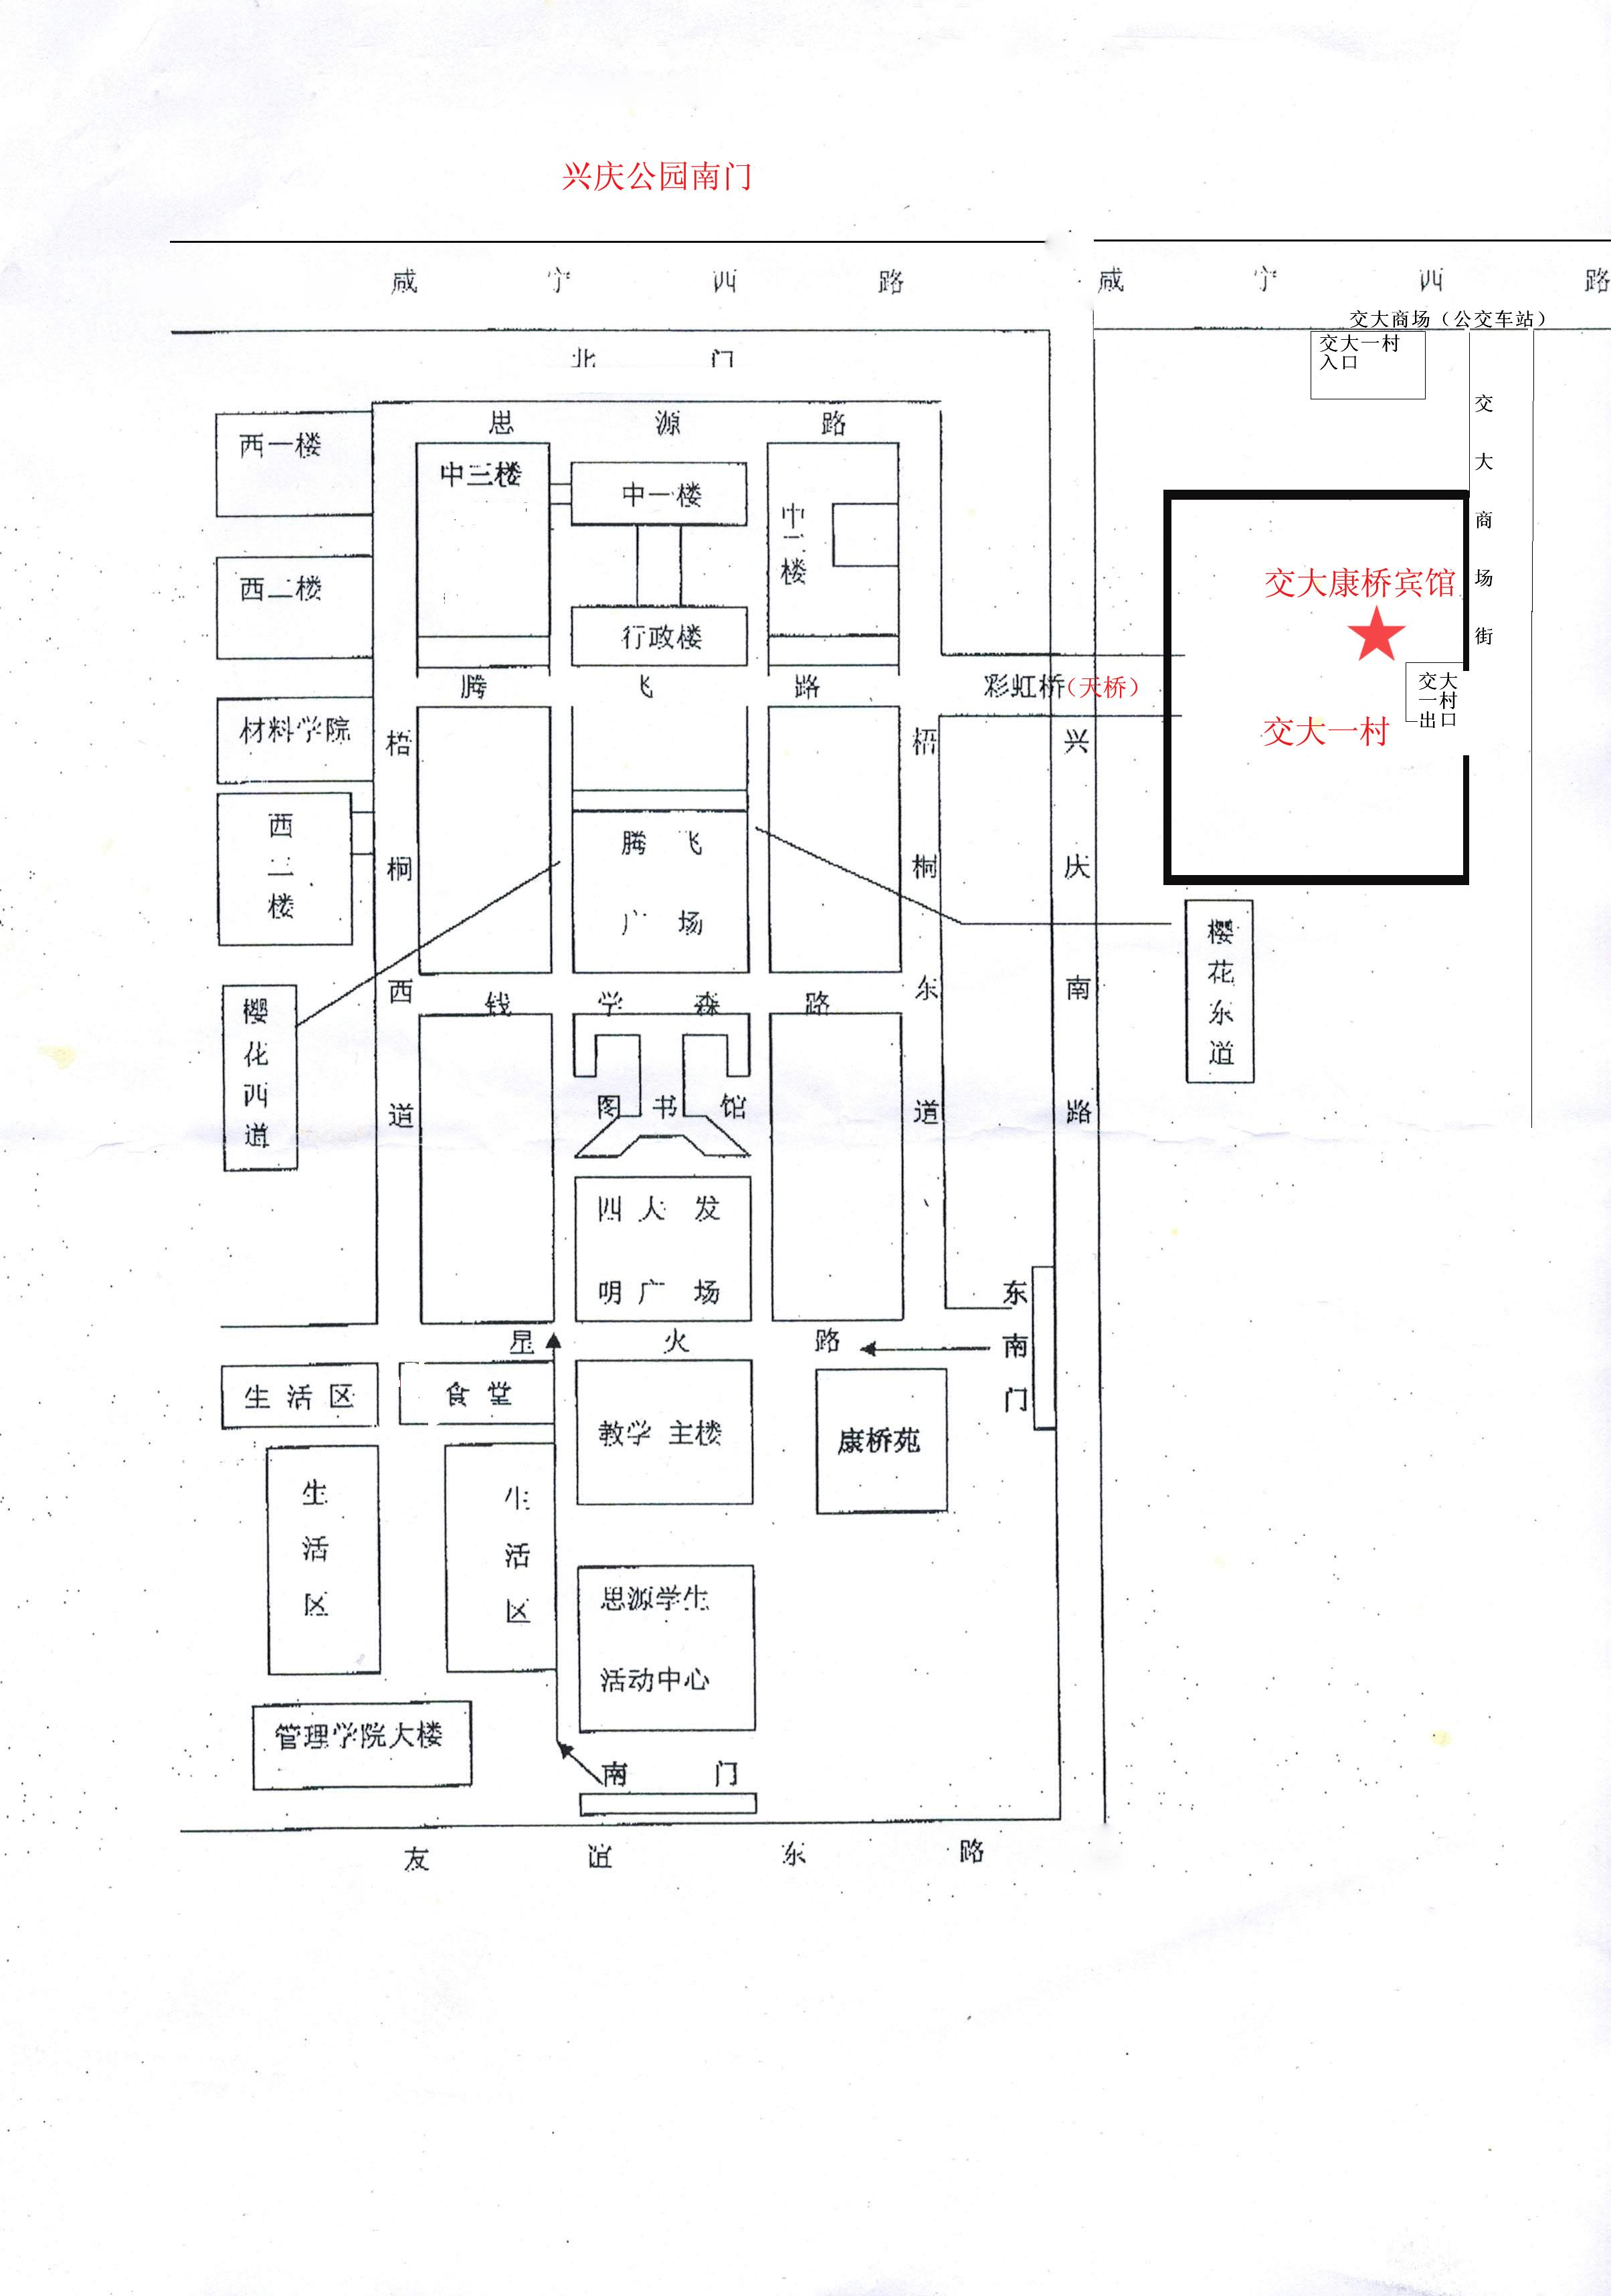 兴庆公园南门
咸宁西路
咸宁西路
交大商场（公交车站）
交大一村
入口
北门
交大商场街
思源路
西一楼
中三楼
中一楼
中二楼
西二楼
行政楼
交大康桥宾馆
腾飞路
彩虹桥（天桥）
交大
一村
出口
交大一村
材料学院
梧桐西道
梧桐东道
兴庆南路
西三楼
腾飞
广场
樱花东道
钱学森路
樱花西道
图书馆
四大发
明广场
东南门
星火路
生活区
食堂
教学主楼
康桥苑
生活区
生活区
思源学生
活动中心
管理学院大楼
南门
友谊东路